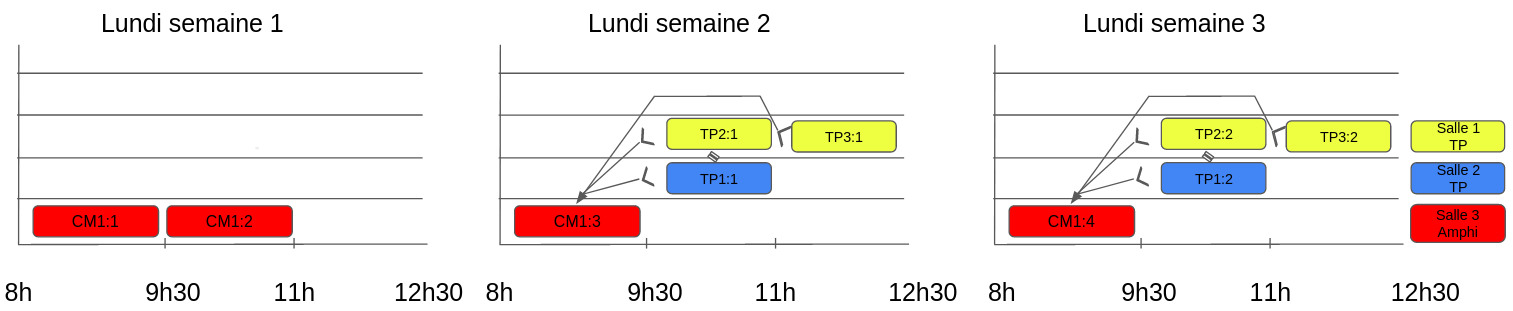 Lundi semaine 1
Lundi semaine 2
Lundi semaine 3
TP2:1
TP3:1
TP2:2
TP3:2
Salle 1
TP
TP1:1
TP1:2
Salle 2
TP
CM1:1
CM1:2
CM1:3
CM1:4
Salle 3
Amphi
8h
9h30
11h
12h30
8h
9h30
11h
12h30
8h
9h30
11h
12h30